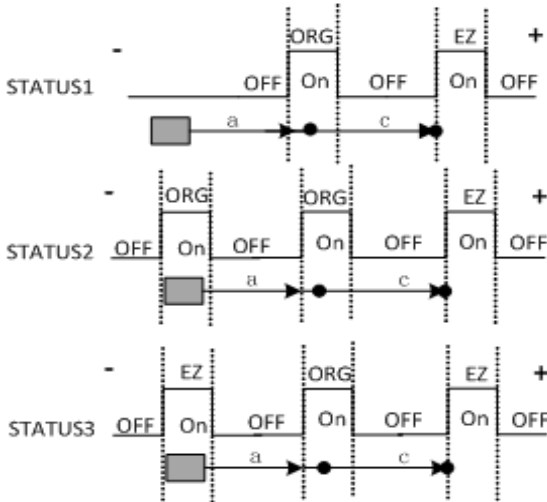 - ORG EZ +
STATUS1 OFF On OFF On OFF
a c
- ORG ORG EZ +
STATUS2 OFF On OFF On OFF On OFF
a c
- EZ ORG EZ +
STATUS3 OFF On OFF On OFF On OFF
a c